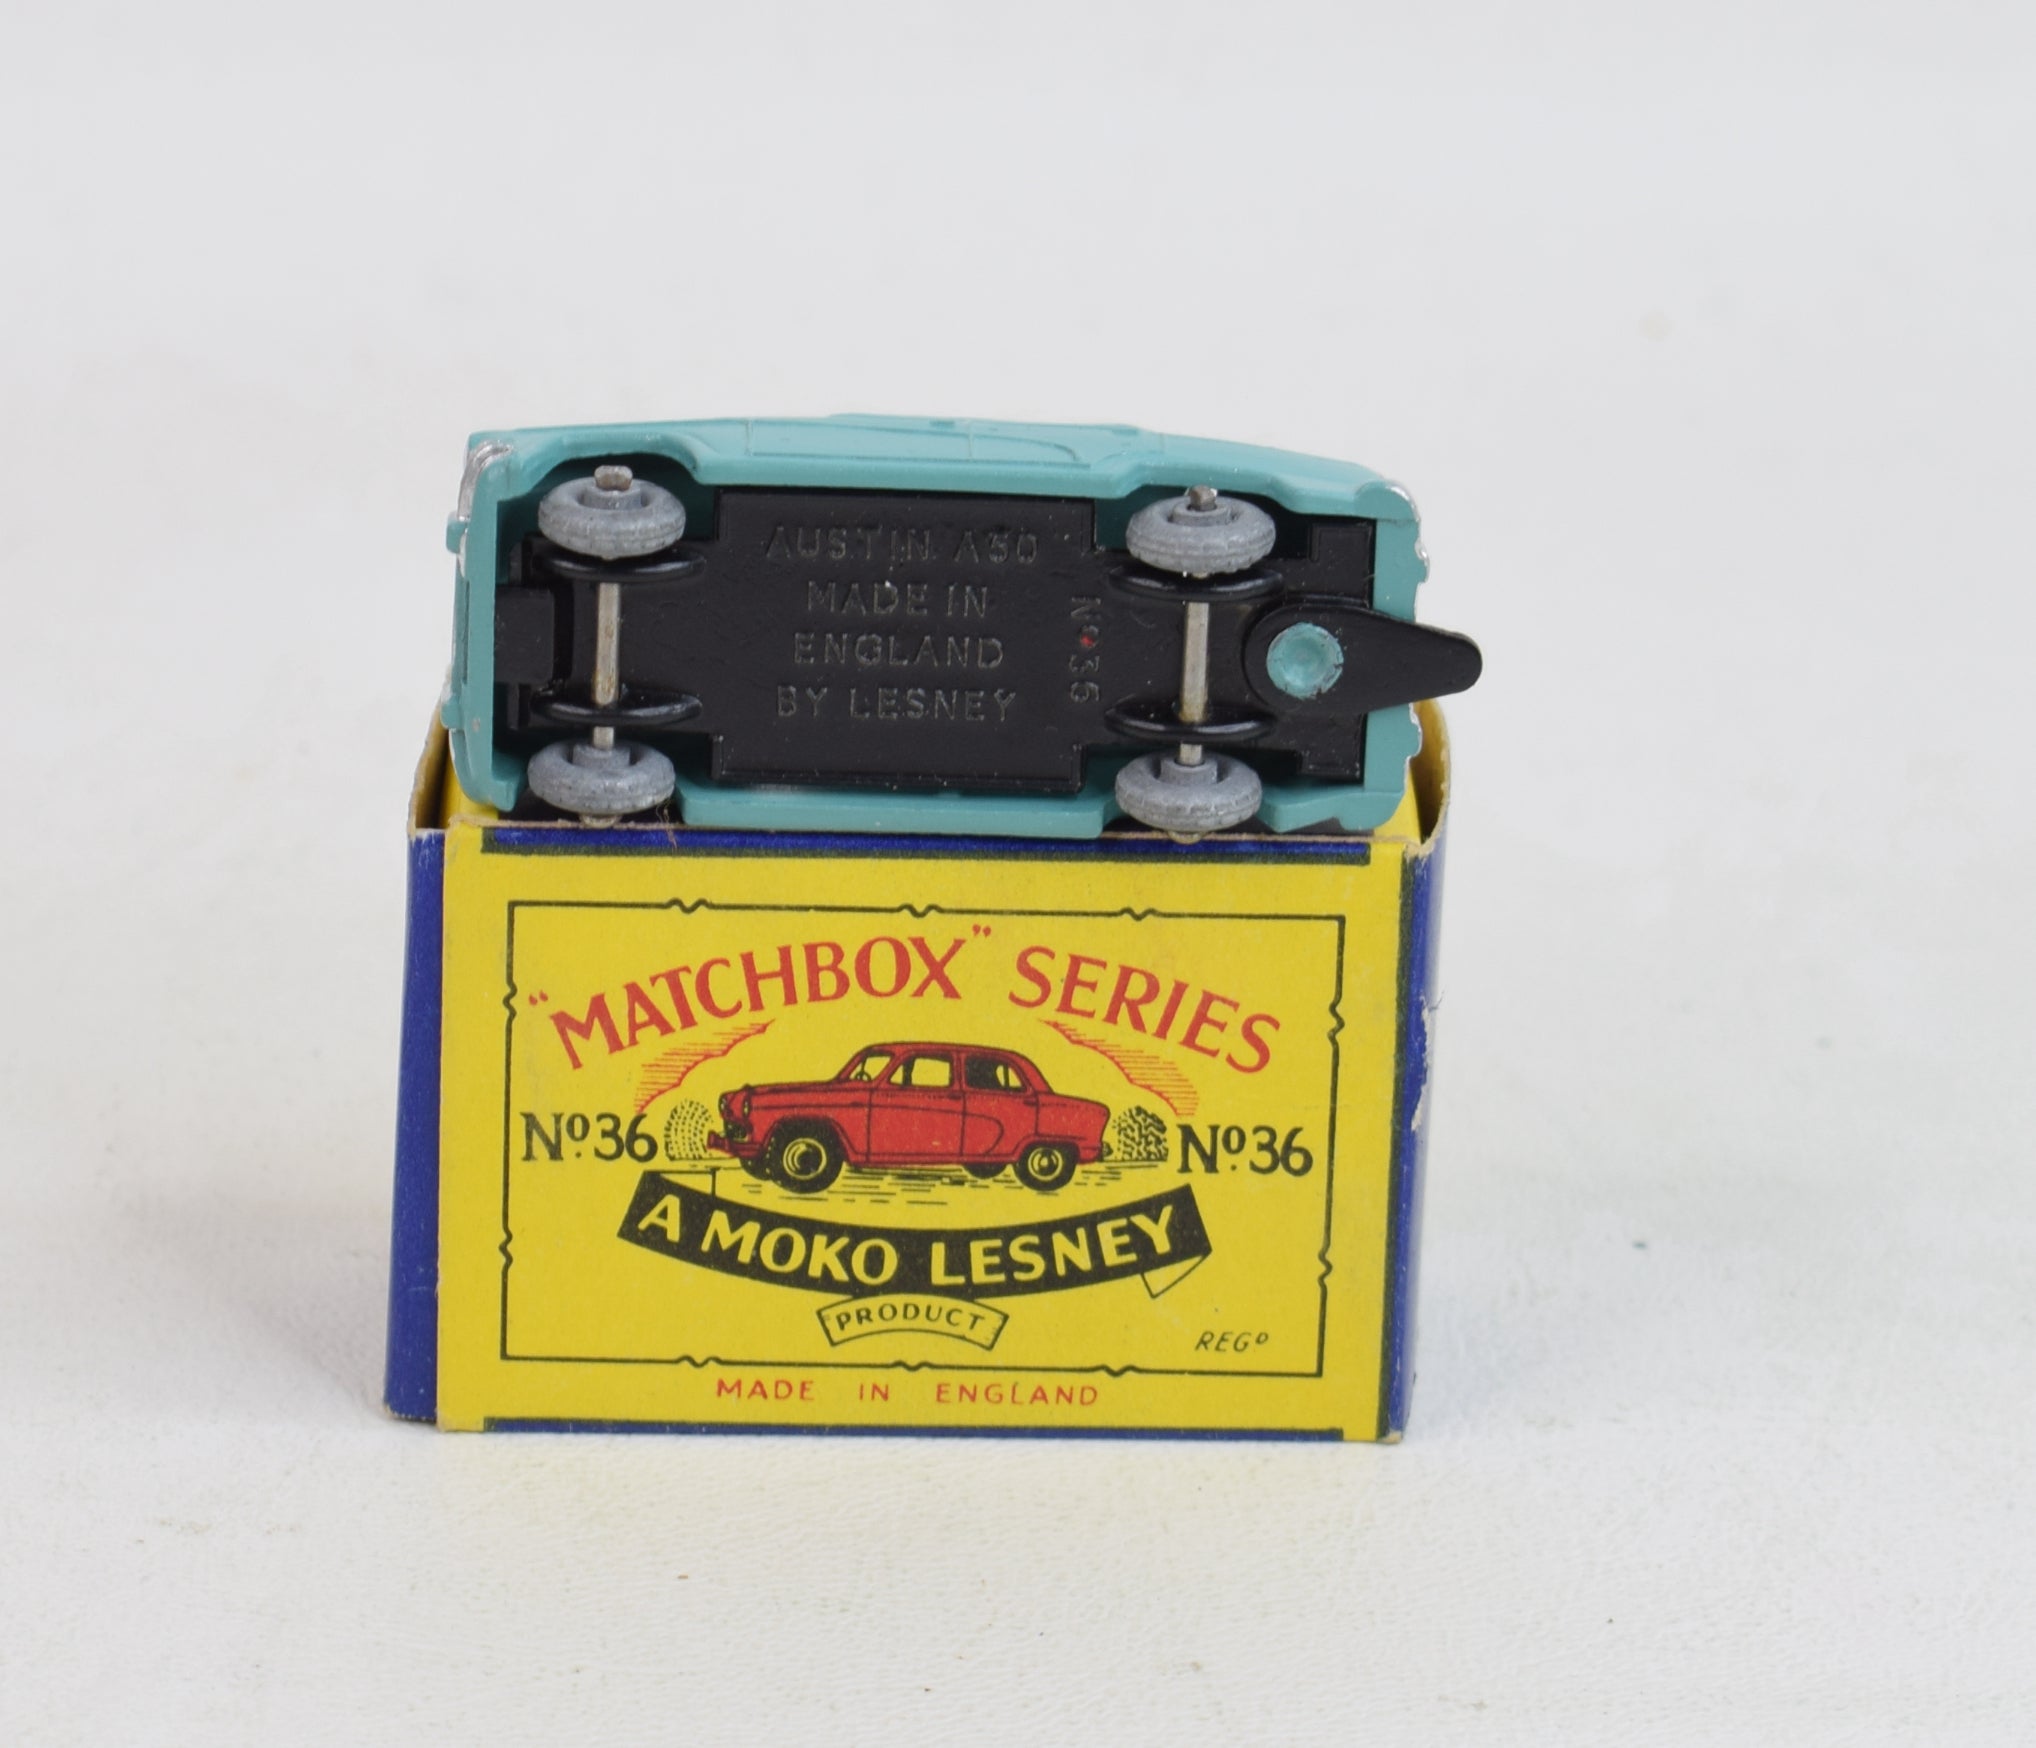 AUSTIN A50
MADE IN
ENGLAND
BY LESNEY
No 36
"MATCHBOX" SERIES
No.36
No.36
A MOKO LESNEY
PRODUCT
REGD
MADE IN ENGLAND